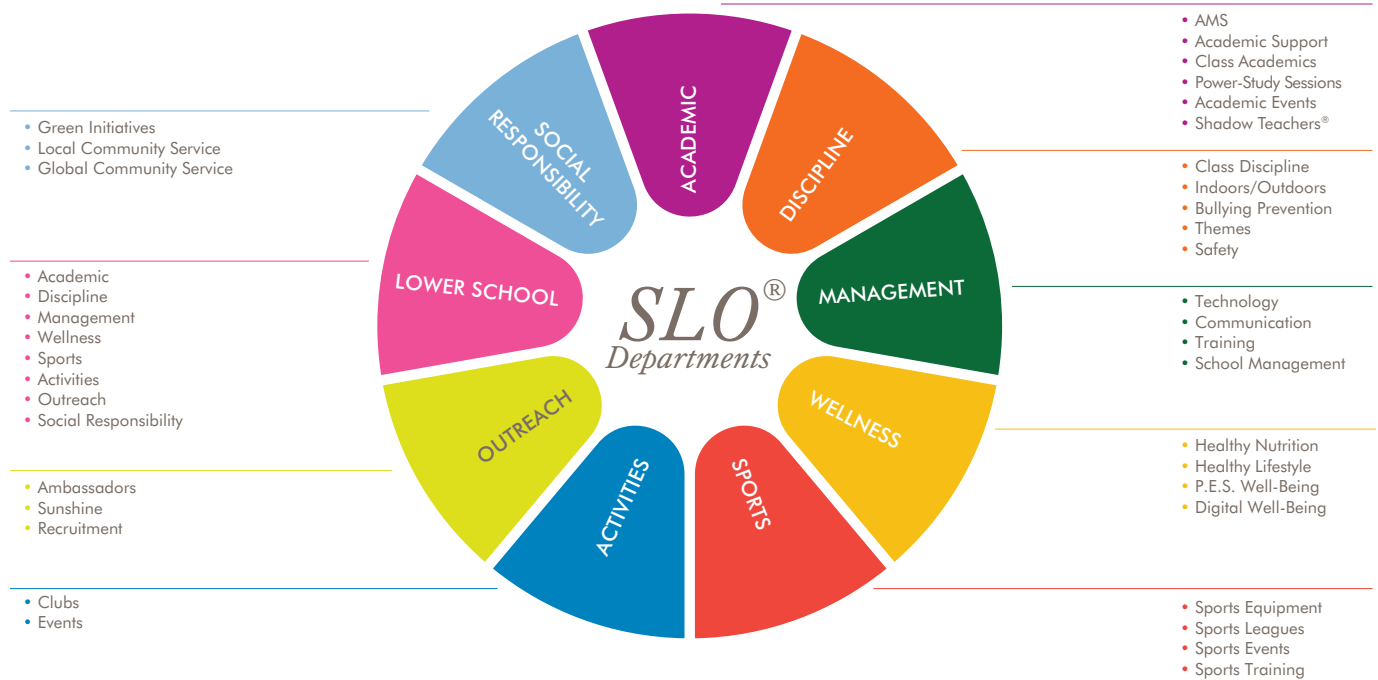 SLO®
Departments
ACADEMIC
• AMS
• Academic Support
• Class Academics
• Power-Study Sessions
• Academic Events
• Shadow Teachers®
DISCIPLINE
• Class Discipline
• Indoors/Outdoors
• Bullying Prevention
• Themes
• Safety
MANAGEMENT
• Technology
• Communication
• Training
• School Management
WELLNESS
• Healthy Nutrition
• Healthy Lifestyle
• P.E.S. Well-Being
• Digital Well-Being
SPORTS
• Sports Equipment
• Sports Leagues
• Sports Events
• Sports Training
ACTIVITIES
• Clubs
• Events
OUTREACH
• Ambassadors
• Sunshine
• Recruitment
LOWER SCHOOL
• Academic
• Discipline
• Management
• Wellness
• Sports
• Activities
• Outreach
• Social Responsibility
SOCIAL
RESPONSIBILITY
• Green Initiatives
• Local Community Service
• Global Community Service